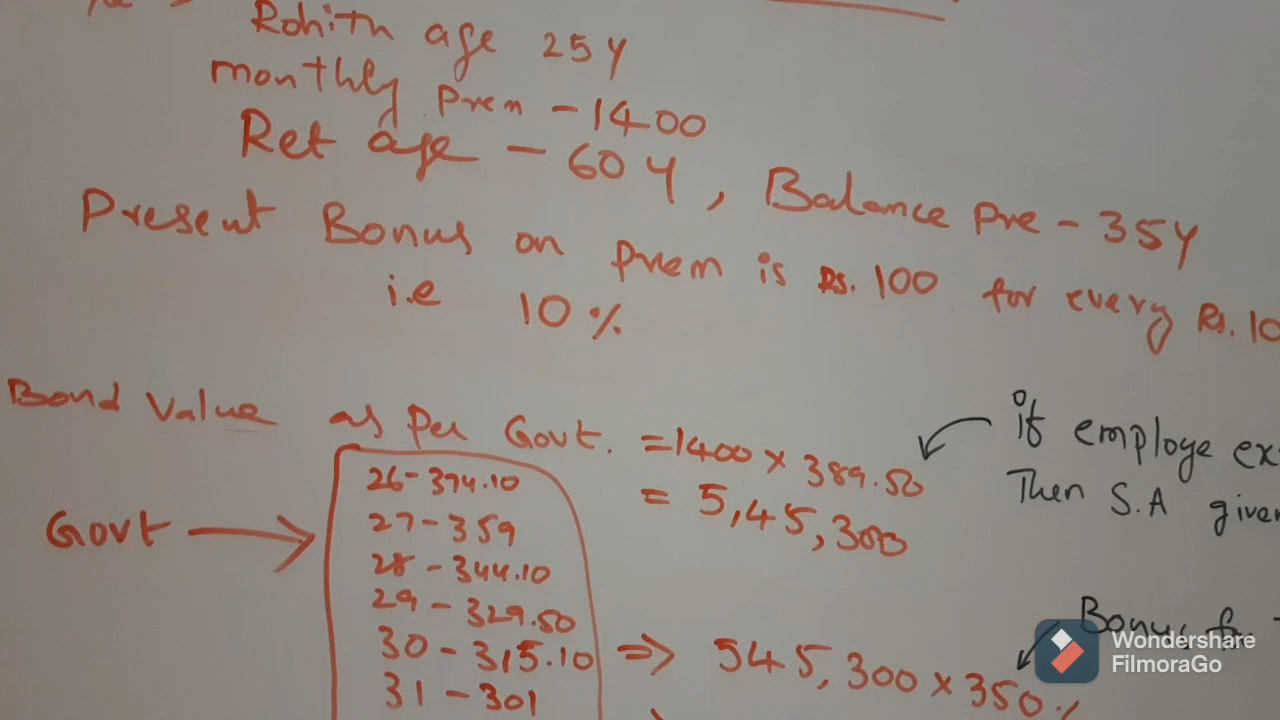 Rohith age 25 Y
monthly Prem - 1400
Ret age - 60 Y, Balance Pre - 35 Y
Present Bonus on Prem is Rs. 100 for every Rs. 10
i.e 10 %
Bond Value as Per Govt. = 1400 x 389.50
if employe ex
= 5,45,300
Then S.A given
Govt →
26 - 374.10
27 - 359
28 - 344.10
29 - 329.50
30 - 315.10 => 545,300 x 350 %
31 - 301
Bonus for
Wondershare
FilmoraGo